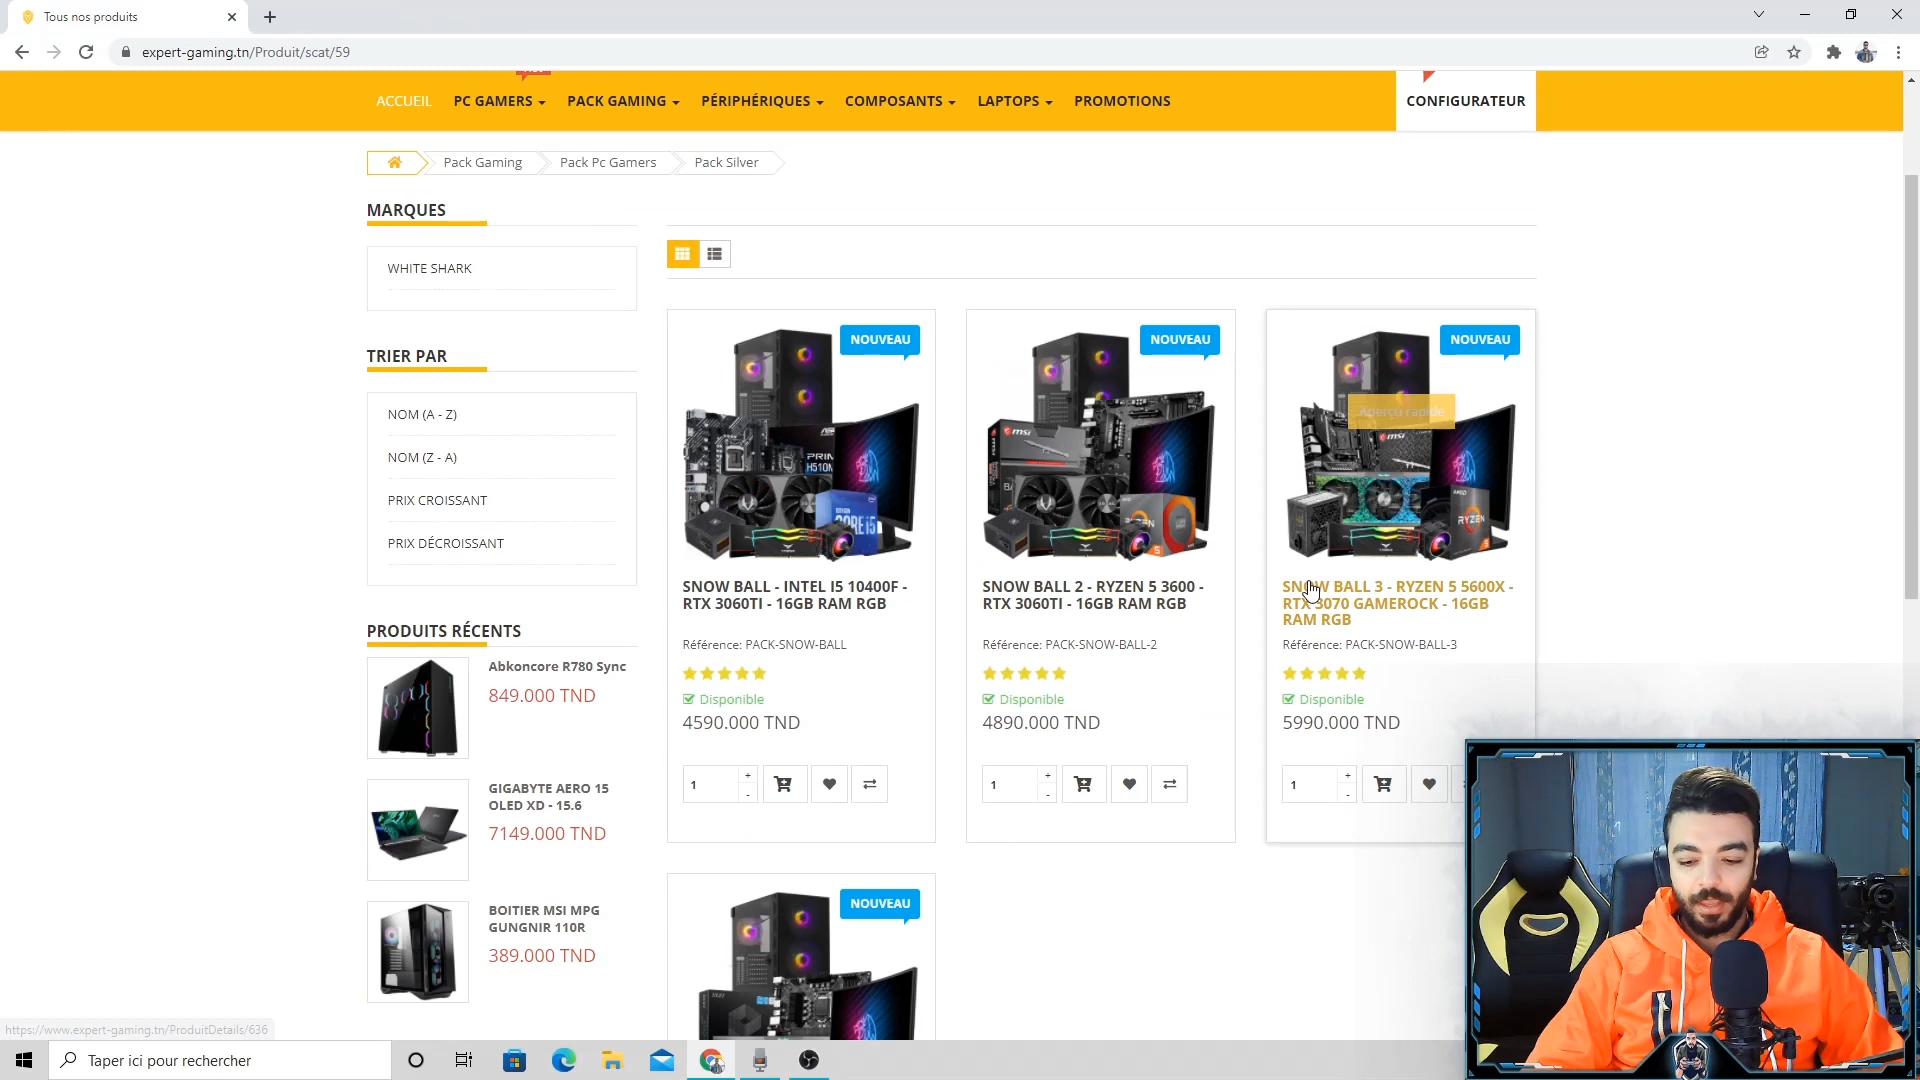 Tous nos produits
expert-gaming.tn/Produit/scat/59
ACCUEIL PC GAMERS PACK GAMING PÉRIPHÉRIQUES COMPOSANTS LAPTOPS PROMOTIONS CONFIGURATEUR
Pack Gaming Pack Pc Gamers Pack Silver
MARQUES
WHITE SHARK
TRIER PAR
NOM (A - Z)
NOM (Z - A)
PRIX CROISSANT
PRIX DÉCROISSANT
PRODUITS RÉCENTS
Abkoncore R780 Sync
849.000 TND
GIGABYTE AERO 15
OLED XD - 15.6
7149.000 TND
BOITIER MSI MPG
GUNGNIR 110R
389.000 TND
NOUVEAU
SNOW BALL - INTEL I5 10400F -
RTX 3060TI - 16GB RAM RGB
Référence: PACK-SNOW-BALL
Disponible
4590.000 TND
1
+
-
NOUVEAU
SNOW BALL 2 - RYZEN 5 3600 -
RTX 3060TI - 16GB RAM RGB
Référence: PACK-SNOW-BALL-2
Disponible
4890.000 TND
1
+
-
NOUVEAU
Aperçu rapide
SNOW BALL 3 - RYZEN 5 5600X -
RTX 3070 GAMEROCK - 16GB
RAM RGB
Référence: PACK-SNOW-BALL-3
Disponible
5990.000 TND
1
+
-
NOUVEAU
https://www.expert-gaming.tn/ProduitDetails/636
Taper ici pour rechercher